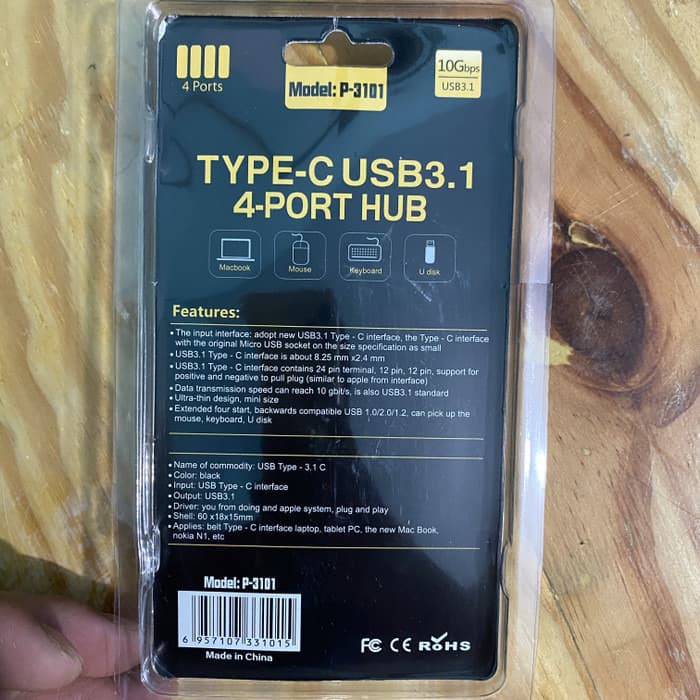 4 Ports
Model: P-3101
10Gbps
USB3.1
TYPE-C USB3.1
4-PORT HUB
Macbook
Mouse
Keyboard
U disk
Features:
• The input interface: adopt new USB3.1 Type - C interface, the Type - C interface
with the original Micro USB socket on the size specification as small
• USB3.1 Type - C interface is about 8.25 mm x2.4 mm
• USB3.1 Type - C interface contains 24 pin terminal, 12 pin, 12 pin, support for
positive and negative to pull plug (similar to apple from interface)
• Data transmission speed can reach 10 gbit/s, is also USB3.1 standard
• Ultra-thin design, mini size
• Extended four start, backwards compatible USB 1.0/2.0/1.2, can pick up the
mouse, keyboard, U disk
• Name of commodity: USB Type - 3.1 C
• Color: black
• Input: USB Type - C interface
• Output: USB3.1
• Driver: you from doing and apple system, plug and play
• Shell: 60 x18x15mm
• Applies: belt Type - C interface laptop, tablet PC, the new Mac Book,
nokia N1, etc
Model: P-3101
6 957107 331015
Made in China
FC CE RoHS